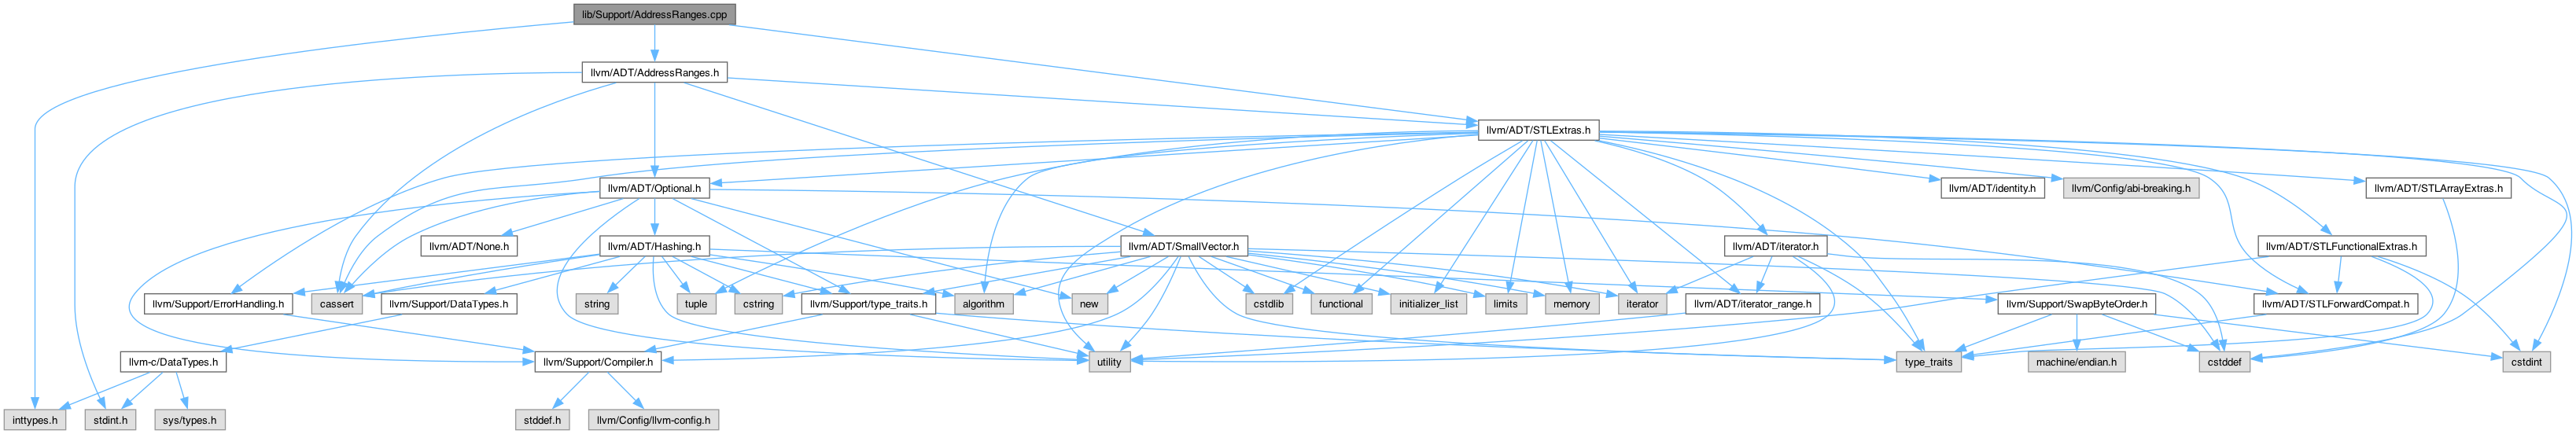 lib/Support/AddressRanges.cpp
llvm/ADT/AddressRanges.h
llvm/ADT/STLExtras.h
llvm/ADT/Optional.h
llvm/ADT/identity.h
llvm/Config/abi-breaking.h
llvm/ADT/STLArrayExtras.h
llvm/ADT/None.h
llvm/ADT/Hashing.h
llvm/ADT/SmallVector.h
llvm/ADT/iterator.h
llvm/ADT/STLFunctionalExtras.h
llvm/Support/ErrorHandling.h
cassert
llvm/Support/DataTypes.h
string
tuple
cstring
llvm/Support/type_traits.h
algorithm
new
cstdlib
functional
initializer_list
limits
memory
iterator
llvm/ADT/iterator_range.h
llvm/Support/SwapByteOrder.h
llvm/ADT/STLForwardCompat.h
llvm-c/DataTypes.h
llvm/Support/Compiler.h
utility
type_traits
machine/endian.h
cstddef
cstdint
inttypes.h
stdint.h
sys/types.h
stddef.h
llvm/Config/llvm-config.h